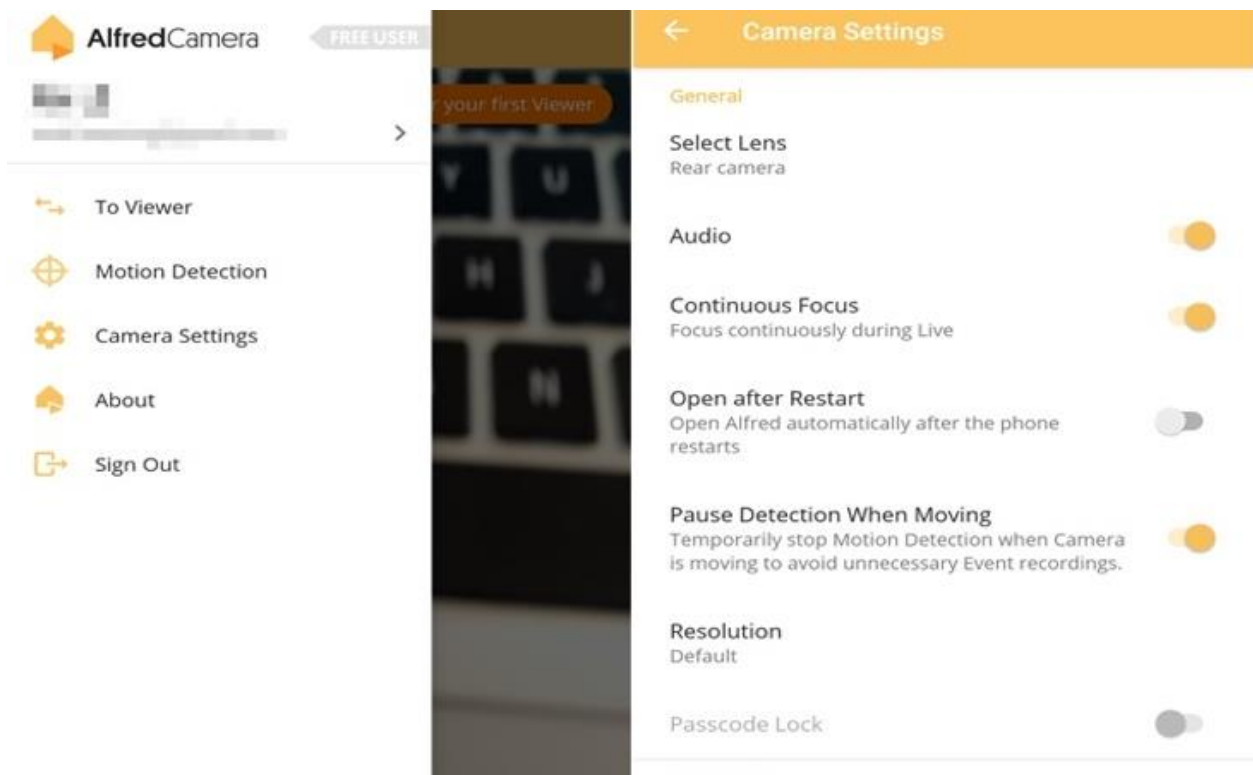 AlfredCamera
FREE USER
your first Viewer
To Viewer
Motion Detection
Camera Settings
About
Sign Out
Y U
H J
N
Camera Settings
General
Select Lens
Rear camera
Audio
Continuous Focus
Focus continuously during Live
Open after Restart
Open Alfred automatically after the phone
restarts
Pause Detection When Moving
Temporarily stop Motion Detection when Camera
is moving to avoid unnecessary Event recordings.
Resolution
Default
Passcode Lock